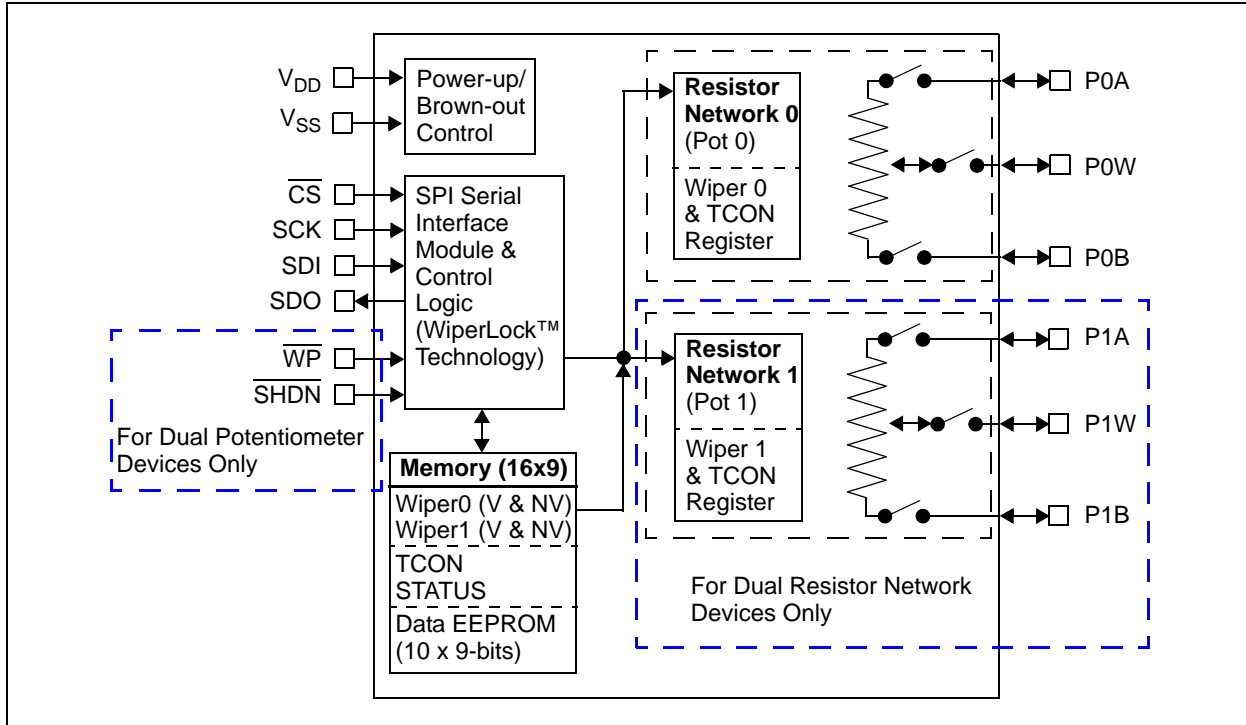 VDD
VSS
CS
SCK
SDI
SDO
WP
SHDN
For Dual Potentiometer
Devices Only
Power-up/
Brown-out
Control
SPI Serial
Interface
Module &
Control
Logic
(WiperLock™
Technology)
Memory (16x9)
Wiper0 (V & NV)
Wiper1 (V & NV)
TCON
STATUS
Data EEPROM
(10 x 9-bits)
Resistor
Network 0
(Pot 0)
Wiper 0
& TCON
Register
P0A
P0W
P0B
Resistor
Network 1
(Pot 1)
Wiper 1
& TCON
Register
P1A
P1W
P1B
For Dual Resistor Network
Devices Only